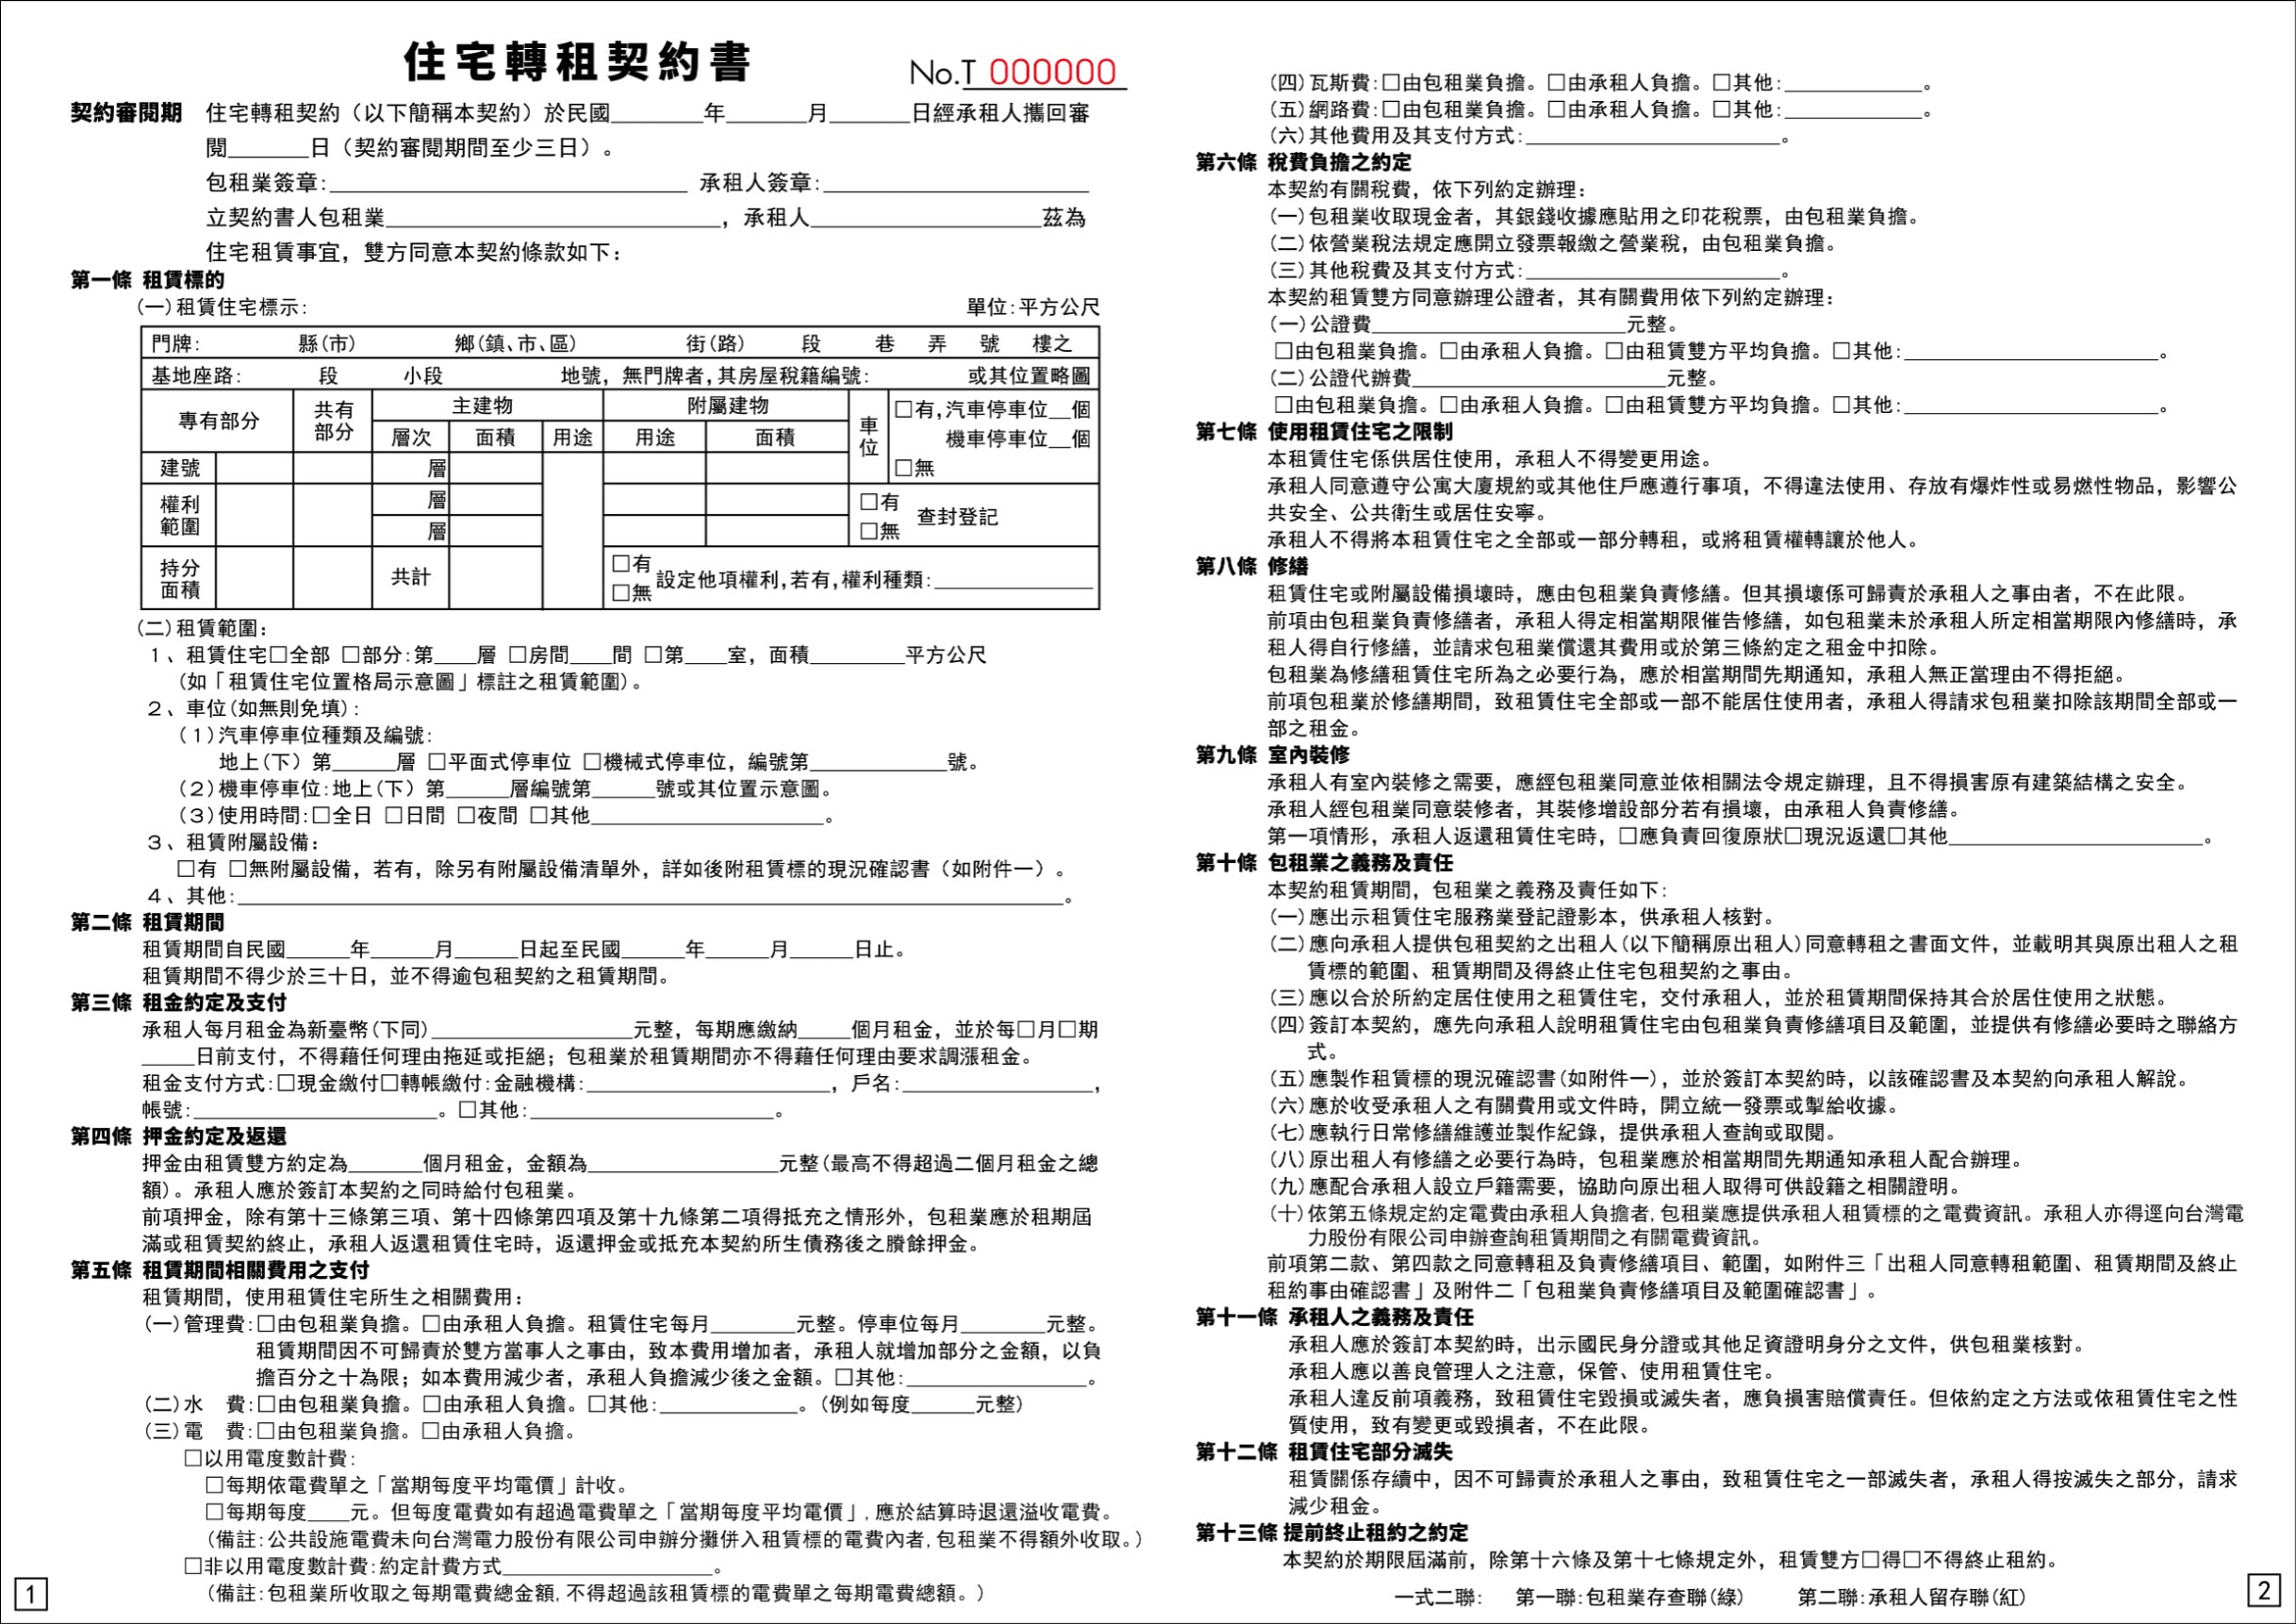 住宅轉租契約書
No.T 000000
契約審閱期 住宅轉租契約（以下簡稱本契約）於民國____年____月____日經承租人攜回審
閱____日（契約審閱期間至少三日）。
包租業簽章：____ 承租人簽章：____
立契約書人包租業____，承租人____茲為
住宅租賃事宜，雙方同意本契約條款如下：
第一條 租賃標的
(一)租賃住宅標示： 單位：平方公尺
門牌： 縣(市) 鄉(鎮、市、區) 街(路) 段 巷 弄 號 樓之
基地座路： 段 小段 地號，無門牌者，其房屋稅籍編號： 或其位置略圖
專有部分 共有部分 主建物 附屬建物 車位 □有，汽車停車位__個
層次 面積 用途 用途 面積 機車停車位__個
建號 層 □無
權利範圍 層 □有 查封登記
層 □無
持分面積 共計 □有
□無 設定他項權利，若有，權利種類：____
(二)租賃範圍：
1、租賃住宅□全部 □部分：第____層 □房間____間 □第____室，面積____平方公尺
(如「租賃住宅位置格局示意圖」標註之租賃範圍)。
2、車位(如無則免填)：
(1)汽車停車位種類及編號：
地上(下）第____層 □平面式停車位 □機械式停車位，編號第____號。
(2)機車停車位：地上(下）第____層編號第____號或其位置示意圖。
(3)使用時間：□全日 □日間 □夜間 □其他____。
3、租賃附屬設備：
□有 □無附屬設備，若有，除另有附屬設備清單外，詳如後附租賃標的現況確認書（如附件一）。
4、其他：____。
第二條 租賃期間
租賃期間自民國____年____月____日起至民國____年____月____日止。
租賃期間不得少於三十日，並不得逾包租契約之租賃期間。
第三條 租金約定及支付
承租人每月租金為新臺幣(下同)____元整，每期應繳納____個月租金，並於每□月□期
____日前支付，不得藉任何理由拖延或拒絕；包租業於租賃期間亦不得藉任何理由要求調漲租金。
租金支付方式：□現金繳付□轉帳繳付：金融機構：____，戶名：____，
帳號：____。□其他：____。
第四條 押金約定及返還
押金由租賃雙方約定為____個月租金，金額為____元整(最高不得超過二個月租金之總
額)。承租人應於簽訂本契約之同時給付包租業。
前項押金，除有第十三條第三項、第十四條第四項及第十九條第二項得抵充之情形外，包租業應於租期屆
滿或租賃契約終止，承租人返還租賃住宅時，返還押金或抵充本契約所生債務後之賸餘押金。
第五條 租賃期間相關費用之支付
租賃期間，使用租賃住宅所生之相關費用：
(一)管理費：□由包租業負擔。□由承租人負擔。租賃住宅每月____元整。停車位每月____元整。
租賃期間因不可歸責於雙方當事人之事由，致本費用增加者，承租人就增加部分之金額，以負
擔百分之十為限；如本費用減少者，承租人負擔減少後之金額。□其他：____。
(二)水 費：□由包租業負擔。□由承租人負擔。□其他：____。(例如每度____元整)
(三)電 費：□由包租業負擔。□由承租人負擔。
□以用電度數計費：
□每期依電費單之「當期每度平均電價」計收。
□每期每度____元。但每度電費如有超過電費單之「當期每度平均電價」，應於結算時退還溢收電費。
(備註：公共設施電費未向台灣電力股份有限公司申辦分攤併入租賃標的電費內者，包租業不得額外收取。)
□非以用電度數計費：約定計費方式____。
(備註：包租業所收取之每期電費總金額，不得超過該租賃標的電費單之每期電費總額。)
1
(四)瓦斯費：□由包租業負擔。□由承租人負擔。□其他：____。
(五)網路費：□由包租業負擔。□由承租人負擔。□其他：____。
(六)其他費用及其支付方式：____。
第六條 稅費負擔之約定
本契約有關稅費，依下列約定辦理：
(一)包租業收取現金者，其銀錢收據應貼用之印花稅票，由包租業負擔。
(二)依營業稅法規定應開立發票報繳之營業稅，由包租業負擔。
(三)其他稅費及其支付方式：____。
本契約租賃雙方同意辦理公證者，其有關費用依下列約定辦理：
(一)公證費____元整。
□由包租業負擔。□由承租人負擔。□由租賃雙方平均負擔。□其他：____。
(二)公證代辦費____元整。
□由包租業負擔。□由承租人負擔。□由租賃雙方平均負擔。□其他：____。
第七條 使用租賃住宅之限制
本租賃住宅係供居住使用，承租人不得變更用途。
承租人同意遵守公寓大廈規約或其他住戶應遵行事項，不得違法使用、存放有爆炸性或易燃性物品，影響公
共安全、公共衛生或居住安寧。
承租人不得將本租賃住宅之全部或一部分轉租，或將租賃權轉讓於他人。
第八條 修繕
租賃住宅或附屬設備損壞時，應由包租業負責修繕。但其損壞係可歸責於承租人之事由者，不在此限。
前項由包租業負責修繕者，承租人得定相當期限催告修繕，如包租業未於承租人所定相當期限內修繕時，承
租人得自行修繕，並請求包租業償還其費用或於第三條約定之租金中扣除。
包租業為修繕租賃住宅所為之必要行為，應於相當期間先期通知，承租人無正當理由不得拒絕。
前項包租業於修繕期間，致租賃住宅全部或一部不能居住使用者，承租人得請求包租業扣除該期間全部或一
部之租金。
第九條 室內裝修
承租人有室內裝修之需要，應經包租業同意並依相關法令規定辦理，且不得損害原有建築結構之安全。
承租人經包租業同意裝修者，其裝修增設部分若有損壞，由承租人負責修繕。
第一項情形，承租人返還租賃住宅時，□應負責回復原狀□現況返還□其他____。
第十條 包租業之義務及責任
本契約租賃期間，包租業之義務及責任如下：
(一)應出示租賃住宅服務業登記證影本，供承租人核對。
(二)應向承租人提供包租契約之出租人(以下簡稱原出租人)同意轉租之書面文件，並載明其與原出租人之租
賃標的範圍、租賃期間及得終止住宅包租契約之事由。
(三)應以合於所約定居住使用之租賃住宅，交付承租人，並於租賃期間保持其合於居住使用之狀態。
(四)簽訂本契約，應先向承租人說明租賃住宅由包租業負責修繕項目及範圍，並提供有修繕必要時之聯絡方
式。
(五)應製作租賃標的現況確認書(如附件一)，並於簽訂本契約時，以該確認書及本契約向承租人解說。
(六)應於收受承租人之有關費用或文件時，開立統一發票或掣給收據。
(七)應執行日常修繕維護並製作紀錄，提供承租人查詢或取閱。
(八)原出租人有修繕之必要行為時，包租業應於相當期間先期通知承租人配合辦理。
(九)應配合承租人設立戶籍需要，協助向原出租人取得可供設籍之相關證明。
(十)依第五條規定約定電費由承租人負擔者，包租業應提供承租人租賃標的之電費資訊。承租人亦得逕向台灣電
力股份有限公司申辦查詢租賃期間之有關電費資訊。
前項第二款、第四款之同意轉租及負責修繕項目、範圍，如附件三「出租人同意轉租範圍、租賃期間及終止
租約事由確認書」及附件二「包租業負責修繕項目及範圍確認書」。
第十一條 承租人之義務及責任
承租人應於簽訂本契約時，出示國民身分證或其他足資證明身分之文件，供包租業核對。
承租人應以善良管理人之注意，保管、使用租賃住宅。
承租人違反前項義務，致租賃住宅毀損或滅失者，應負損害賠償責任。但依約定之方法或依租賃住宅之性
質使用，致有變更或毀損者，不在此限。
第十二條 租賃住宅部分滅失
租賃關係存續中，因不可歸責於承租人之事由，致租賃住宅之一部滅失者，承租人得按滅失之部分，請求
減少租金。
第十三條 提前終止租約之約定
本契約於期限屆滿前，除第十六條及第十七條規定外，租賃雙方□得□不得終止租約。
一式二聯： 第一聯：包租業存查聯(綠) 第二聯：承租人留存聯(紅)
2